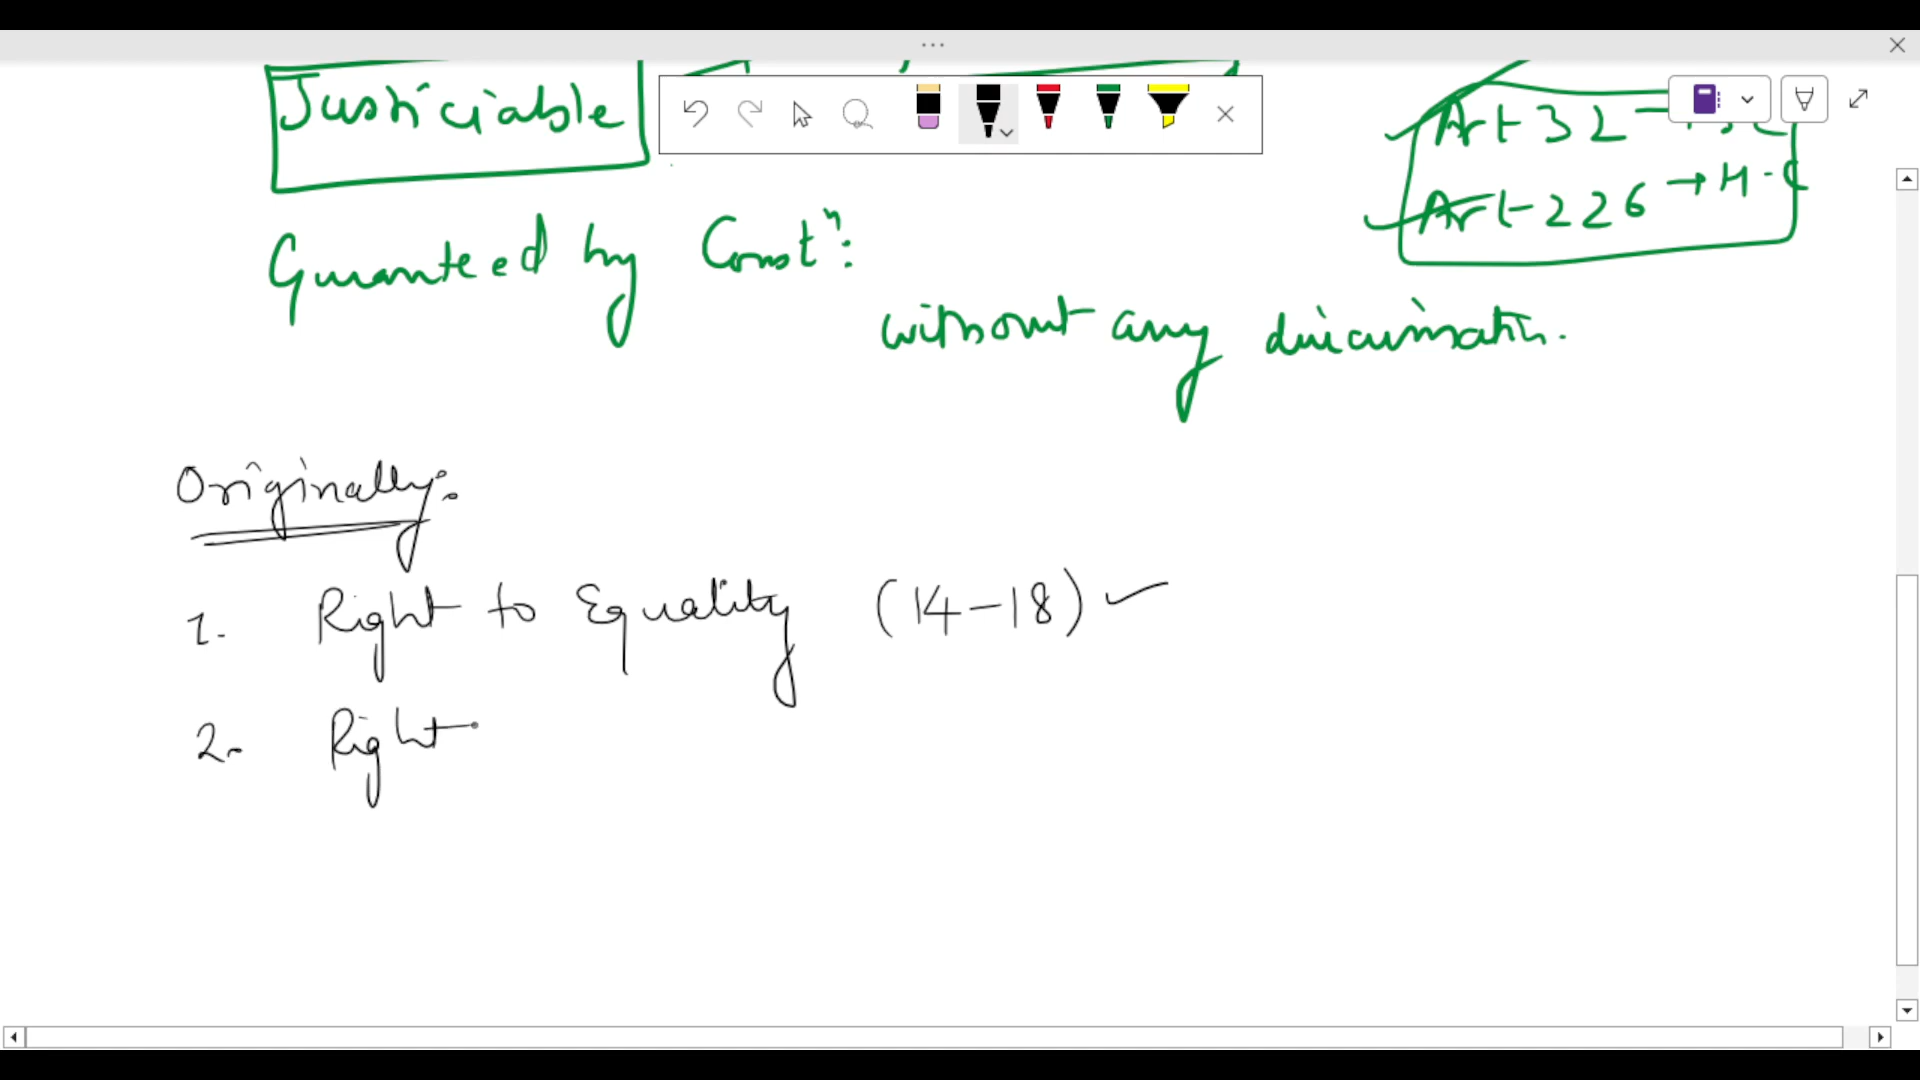 Justiciable
Art 32
Art-226 → H.C
Guranteed by Constⁿ:
without any discrimination.
Originally:
1. Right to Equality (14-18) ✓
2. Right